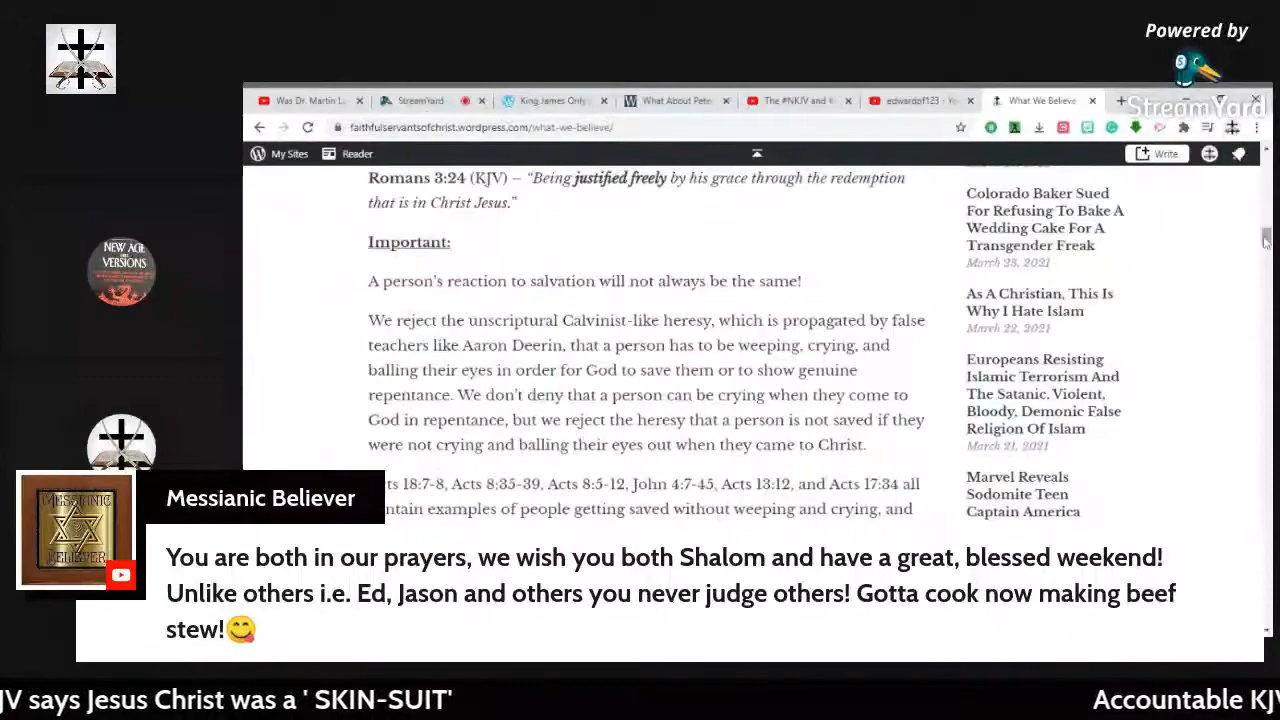 Powered by
StreamYard
Was Dr. Martin L
StreamYard
King James Only
What About Pete
The #NKJV and
edwardof123 - Yo
What We Believe
faithfulservantsofchrist.wordpress.com/what-we-believe/
My Sites
Reader
Write
Romans 3:24 (KJV) – “Being justified freely by his grace through the redemption
that is in Christ Jesus.”
Important:
A person’s reaction to salvation will not always be the same!
We reject the unscriptural Calvinist-like heresy, which is propagated by false
teachers like Aaron Deerin, that a person has to be weeping, crying, and
balling their eyes in order for God to save them or to show genuine
repentance. We don’t deny that a person can be crying when they come to
God in repentance, but we reject the heresy that a person is not saved if they
were not crying and balling their eyes out when they came to Christ.
cts 18:7-8, Acts 8:35-39, Acts 8:5-12, John 4:7-45, Acts 13:12, and Acts 17:34 all
ntain examples of people getting saved without weeping and crying, and
Colorado Baker Sued
For Refusing To Bake A
Wedding Cake For A
Transgender Freak
March 23, 2021
As A Christian, This Is
Why I Hate Islam
March 22, 2021
Europeans Resisting
Islamic Terrorism And
The Satanic, Violent,
Bloody, Demonic False
Religion Of Islam
March 21, 2021
Marvel Reveals
Sodomite Teen
Captain America
NEW AGE
VERSIONS
MESSIANIC
BELIEVER
Messianic Believer
You are both in our prayers, we wish you both Shalom and have a great, blessed weekend!
Unlike others i.e. Ed, Jason and others you never judge others! Gotta cook now making beef
stew!😋
JV says Jesus Christ was a ' SKIN-SUIT'
Accountable KJV